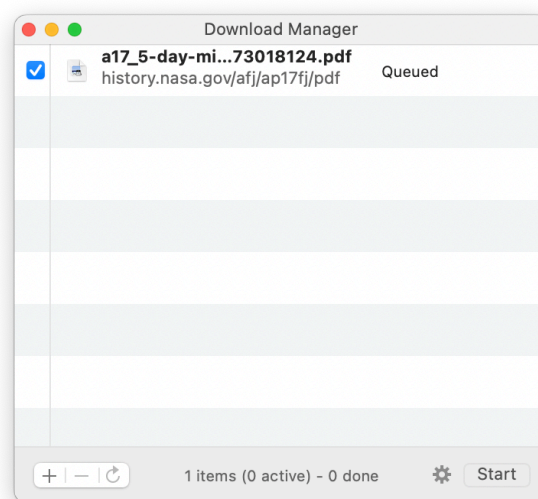 Download Manager
a17_5-day-mi...73018124.pdf
history.nasa.gov/afj/ap17fj/pdf
Queued
1 items (0 active) - 0 done
Start